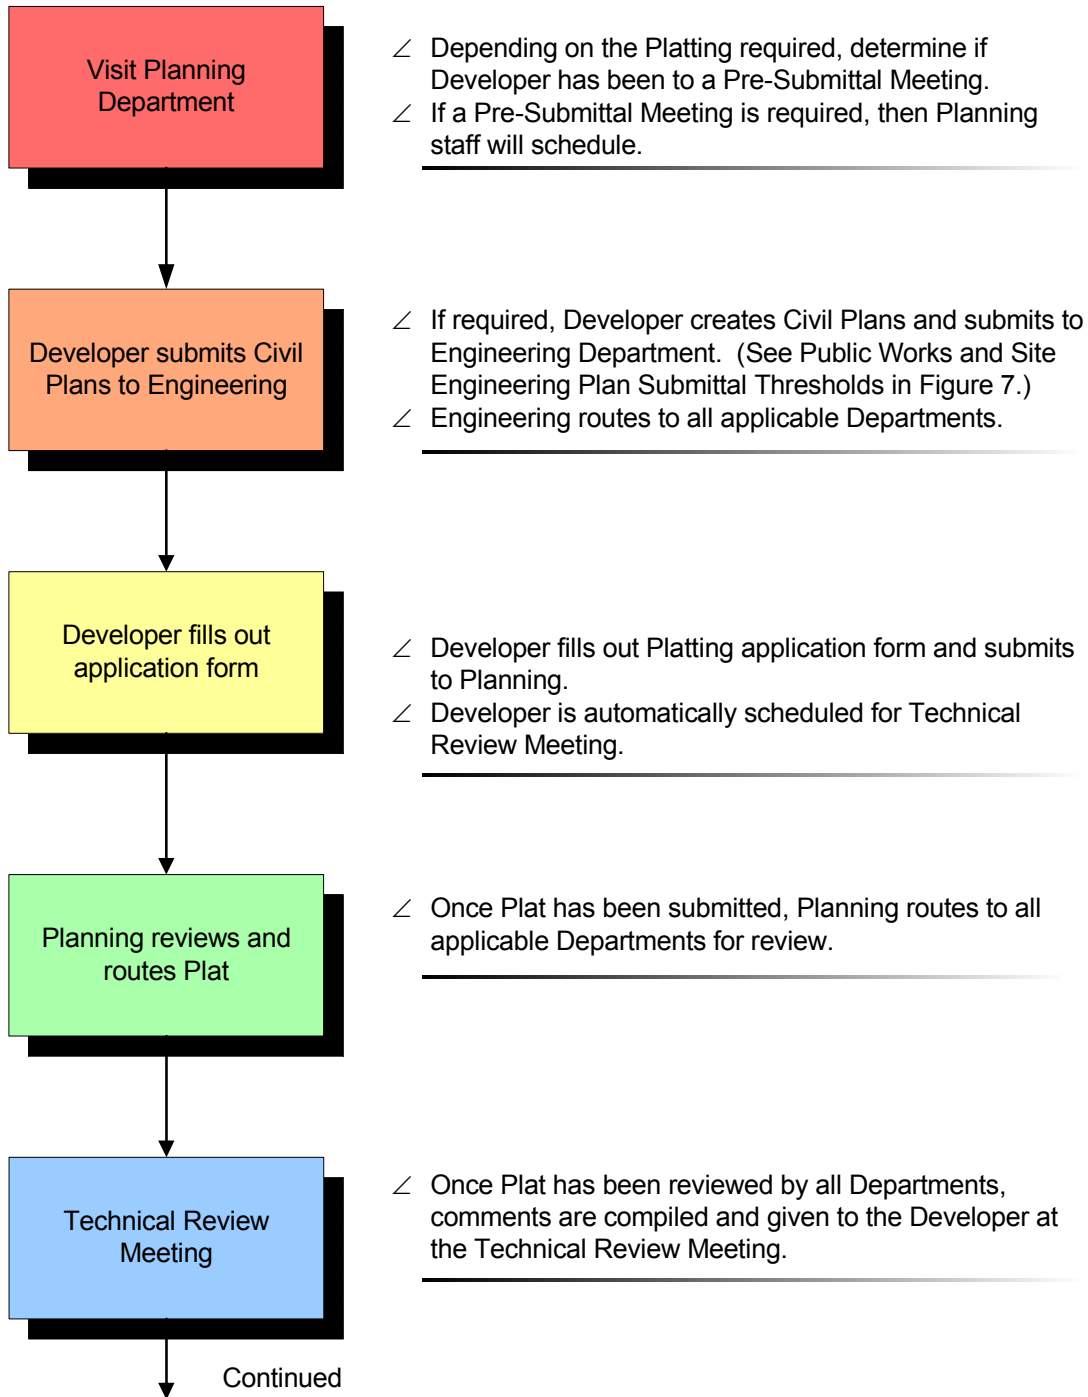 Visit Planning
Department
∠ Depending on the Platting required, determine if
Developer has been to a Pre-Submittal Meeting.
∠ If a Pre-Submittal Meeting is required, then Planning
staff will schedule.
Developer submits Civil
Plans to Engineering
∠ If required, Developer creates Civil Plans and submits to
Engineering Department.  (See Public Works and Site
Engineering Plan Submittal Thresholds in Figure 7.)
∠ Engineering routes to all applicable Departments.
Developer fills out
application form
∠ Developer fills out Platting application form and submits
to Planning.
∠ Developer is automatically scheduled for Technical
Review Meeting.
Planning reviews and
routes Plat
∠ Once Plat has been submitted, Planning routes to all
applicable Departments for review.
Technical Review
Meeting
∠ Once Plat has been reviewed by all Departments,
comments are compiled and given to the Developer at
the Technical Review Meeting.
Continued